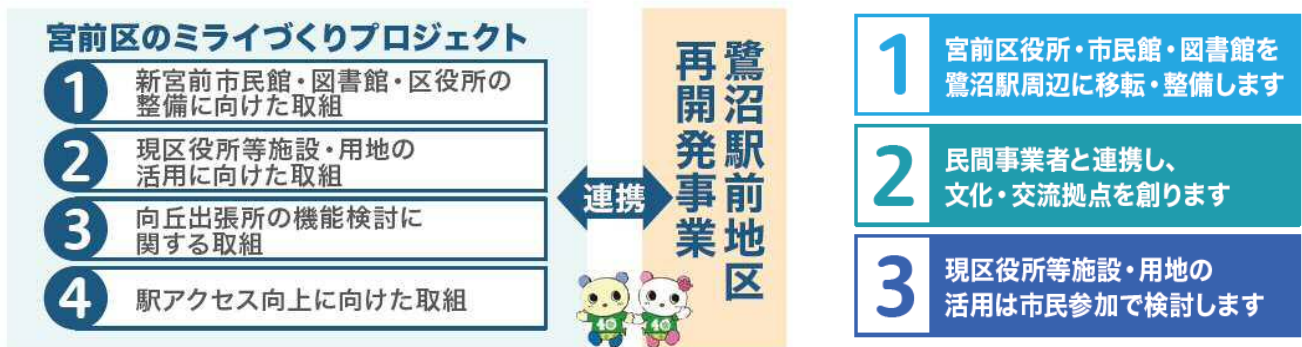 宮前区のミライづくりプロジェクト
1
新宮前市民館・図書館・区役所の
整備に向けた取組
2
現区役所等施設・用地の
活用に向けた取組
3
向丘出張所の機能検討に
関する取組
4
駅アクセス向上に向けた取組
連携
鷺沼駅前地区
再開発事業
40
40
1
宮前区役所・市民館・図書館を
鷺沼駅周辺に移転・整備します
2
民間事業者と連携し、
文化・交流拠点を創ります
3
現区役所等施設・用地の
活用は市民参加で検討します